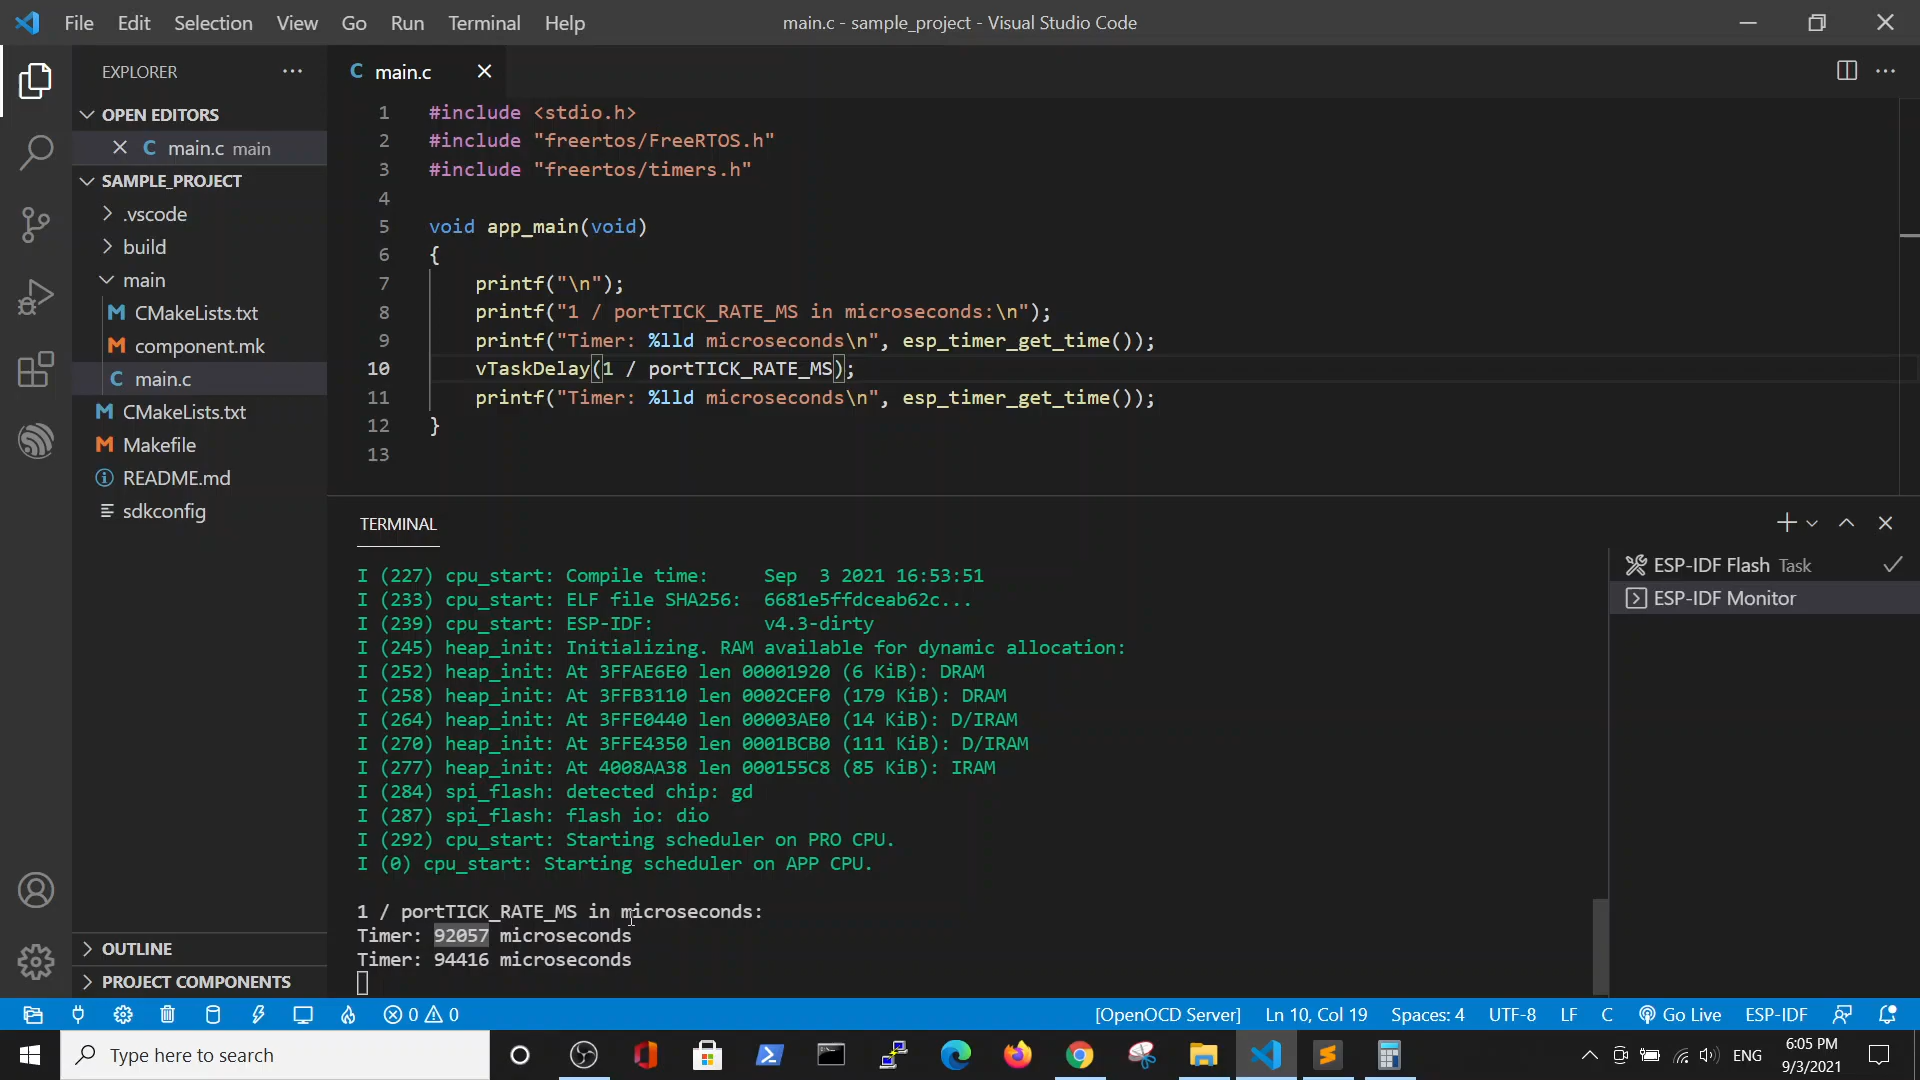 File Edit Selection View Go Run Terminal Help
main.c - sample_project - Visual Studio Code
EXPLORER
OPEN EDITORS
C main.c main
SAMPLE_PROJECT
.vscode
build
main
M CMakeLists.txt
M component.mk
C main.c
M CMakeLists.txt
M Makefile
README.md
sdkconfig
OUTLINE
PROJECT COMPONENTS
C main.c
1 #include <stdio.h>
2 #include "freertos/FreeRTOS.h"
3 #include "freertos/timers.h"
4
5 void app_main(void)
6 {
7 printf("\n");
8 printf("1 / portTICK_RATE_MS in microseconds:\n");
9 printf("Timer: %lld microseconds\n", esp_timer_get_time());
10 vTaskDelay(1 / portTICK_RATE_MS);
11 printf("Timer: %lld microseconds\n", esp_timer_get_time());
12 }
13
TERMINAL
I (227) cpu_start: Compile time: Sep 3 2021 16:53:51
I (233) cpu_start: ELF file SHA256: 6681e5ffdceab62c...
I (239) cpu_start: ESP-IDF: v4.3-dirty
I (245) heap_init: Initializing. RAM available for dynamic allocation:
I (252) heap_init: At 3FFAE6E0 len 00001920 (6 KiB): DRAM
I (258) heap_init: At 3FFB3110 len 0002CEF0 (179 KiB): DRAM
I (264) heap_init: At 3FFE0440 len 00003AE0 (14 KiB): D/IRAM
I (270) heap_init: At 3FFE4350 len 0001BCB0 (111 KiB): D/IRAM
I (277) heap_init: At 4008AA38 len 000155C8 (85 KiB): IRAM
I (284) spi_flash: detected chip: gd
I (287) spi_flash: flash io: dio
I (292) cpu_start: Starting scheduler on PRO CPU.
I (0) cpu_start: Starting scheduler on APP CPU.
1 / portTICK_RATE_MS in microseconds:
Timer: 92057 microseconds
Timer: 94416 microseconds
ESP-IDF Flash Task
ESP-IDF Monitor
0 0
[OpenOCD Server] Ln 10, Col 19 Spaces: 4 UTF-8 LF C Go Live ESP-IDF
Type here to search
ENG
6:05 PM
9/3/2021